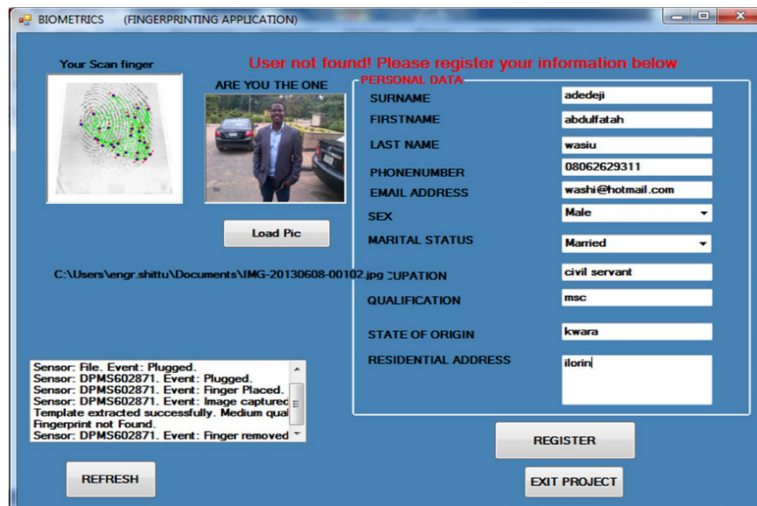 BIOMETRICS (FINGERPRINTING APPLICATION)
Your Scan finger
User not found! Please register your information below
ARE YOU THE ONE
PERSONAL DATA
SURNAME adedeji
FIRSTNAME abdulfatah
LAST NAME wasiu
PHONENUMBER 08062629311
EMAIL ADDRESS washi@hotmail.com
SEX Male
Load Pic
MARITAL STATUS Married
C:\Users\engr.shittu\Documents\IMG-20130608-00102.jpg CUPATION civil servant
QUALIFICATION msc
STATE OF ORIGIN kwara
RESIDENTIAL ADDRESS ilorin
Sensor: File. Event: Plugged.
Sensor: DPMS602871. Event: Plugged.
Sensor: DPMS602871. Event: Finger Placed.
Sensor: DPMS602871. Event: Image captured
Template extracted successfully. Medium qual
Fingerprint not Found.
Sensor: DPMS602871. Event: Finger removed
REGISTER
REFRESH
EXIT PROJECT